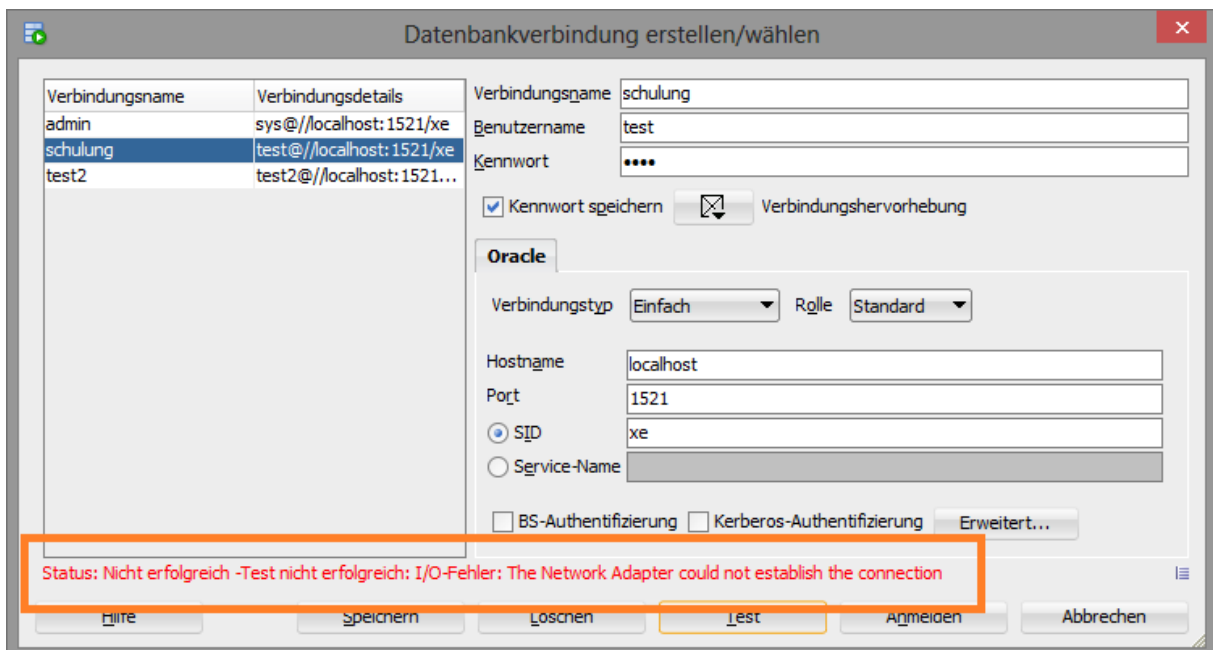 Datenbankverbindung erstellen/wählen
Verbindungsname Verbindungsdetails
admin sys@//localhost:1521/xe
schulung test@//localhost:1521/xe
test2 test2@//localhost:1521...
Verbindungsname schulung
Benutzername test
Kennwort ••••
Kennwort speichern Verbindungshervorhebung
Oracle
Verbindungstyp Einfach Rolle Standard
Hostname localhost
Port 1521
SID xe
Service-Name
BS-Authentifizierung Kerberos-Authentifizierung Erweitert...
Status: Nicht erfolgreich -Test nicht erfolgreich: I/O-Fehler: The Network Adapter could not establish the connection
Hilfe Speichern Löschen Test Anmelden Abbrechen